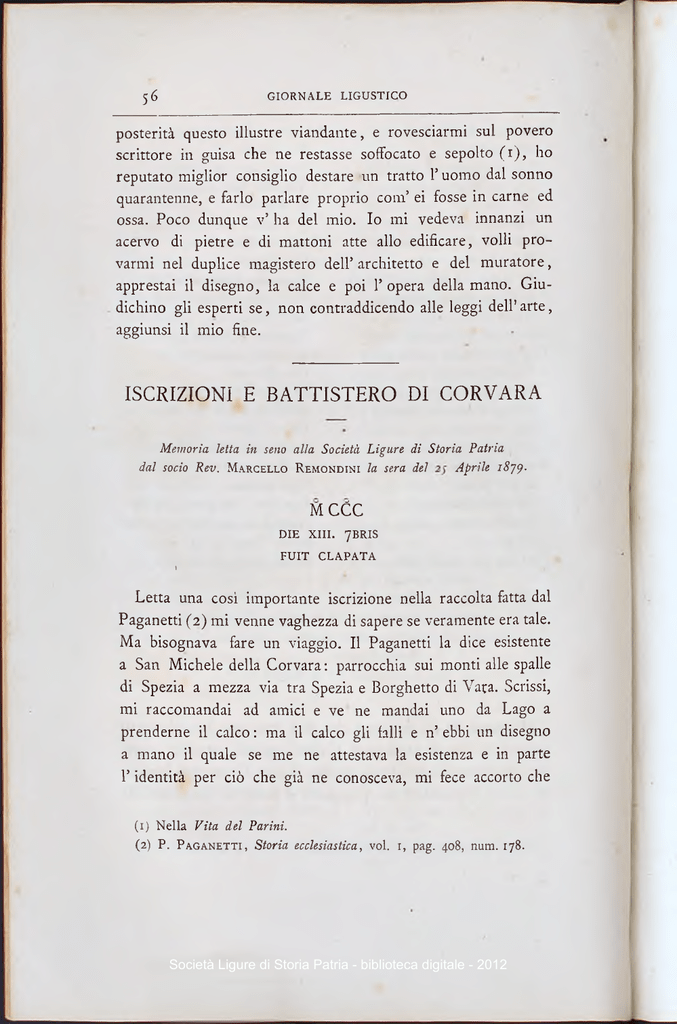 56 GIORNALE LIGUSTICO
posterità questo illustre viandante, e rovesciarmi sul povero
scrittore in guisa che ne restasse soffocato e sepolto (1), ho
reputato miglior consiglio destare un tratto l' uomo dal sonno
quarantenne, e farlo parlare proprio com' ei fosse in carne ed
ossa. Poco dunque v' ha del mio. Io mi vedeva innanzi un
acervo di pietre e di mattoni atte allo edificare, volli pro-
varmi nel duplice magistero dell' architetto e del muratore,
apprestai il disegno, la calce e poi l' opera della mano. Giu-
dichino gli esperti se, non contraddicendo alle leggi dell' arte,
aggiunsi il mio fine.
ISCRIZIONI E BATTISTERO DI CORVARA
Memoria letta in seno alla Società Ligure di Storia Patria
dal socio Rev. MARCELLO REMONDINI la sera del 25 Aprile 1879.
M̊ CC̊C
DIE XIII. 7BRIS
FUIT CLAPATA
Letta una così importante iscrizione nella raccolta fatta dal
Paganetti (2) mi venne vaghezza di sapere se veramente era tale.
Ma bisognava fare un viaggio. Il Paganetti la dice esistente
a San Michele della Corvara: parrocchia sui monti alle spalle
di Spezia a mezza via tra Spezia e Borghetto di Vara. Scrissi,
mi raccomandai ad amici e ve ne mandai uno da Lago a
prenderne il calco: ma il calco gli fallì e n' ebbi un disegno
a mano il quale se me ne attestava la esistenza e in parte
l' identità per ciò che già ne conosceva, mi fece accorto che
(1) Nella Vita del Parini.
(2) P. PAGANETTI, Storia ecclesiastica, vol. 1, pag. 408, num. 178.
Società Ligure di Storia Patria - biblioteca digitale - 2012